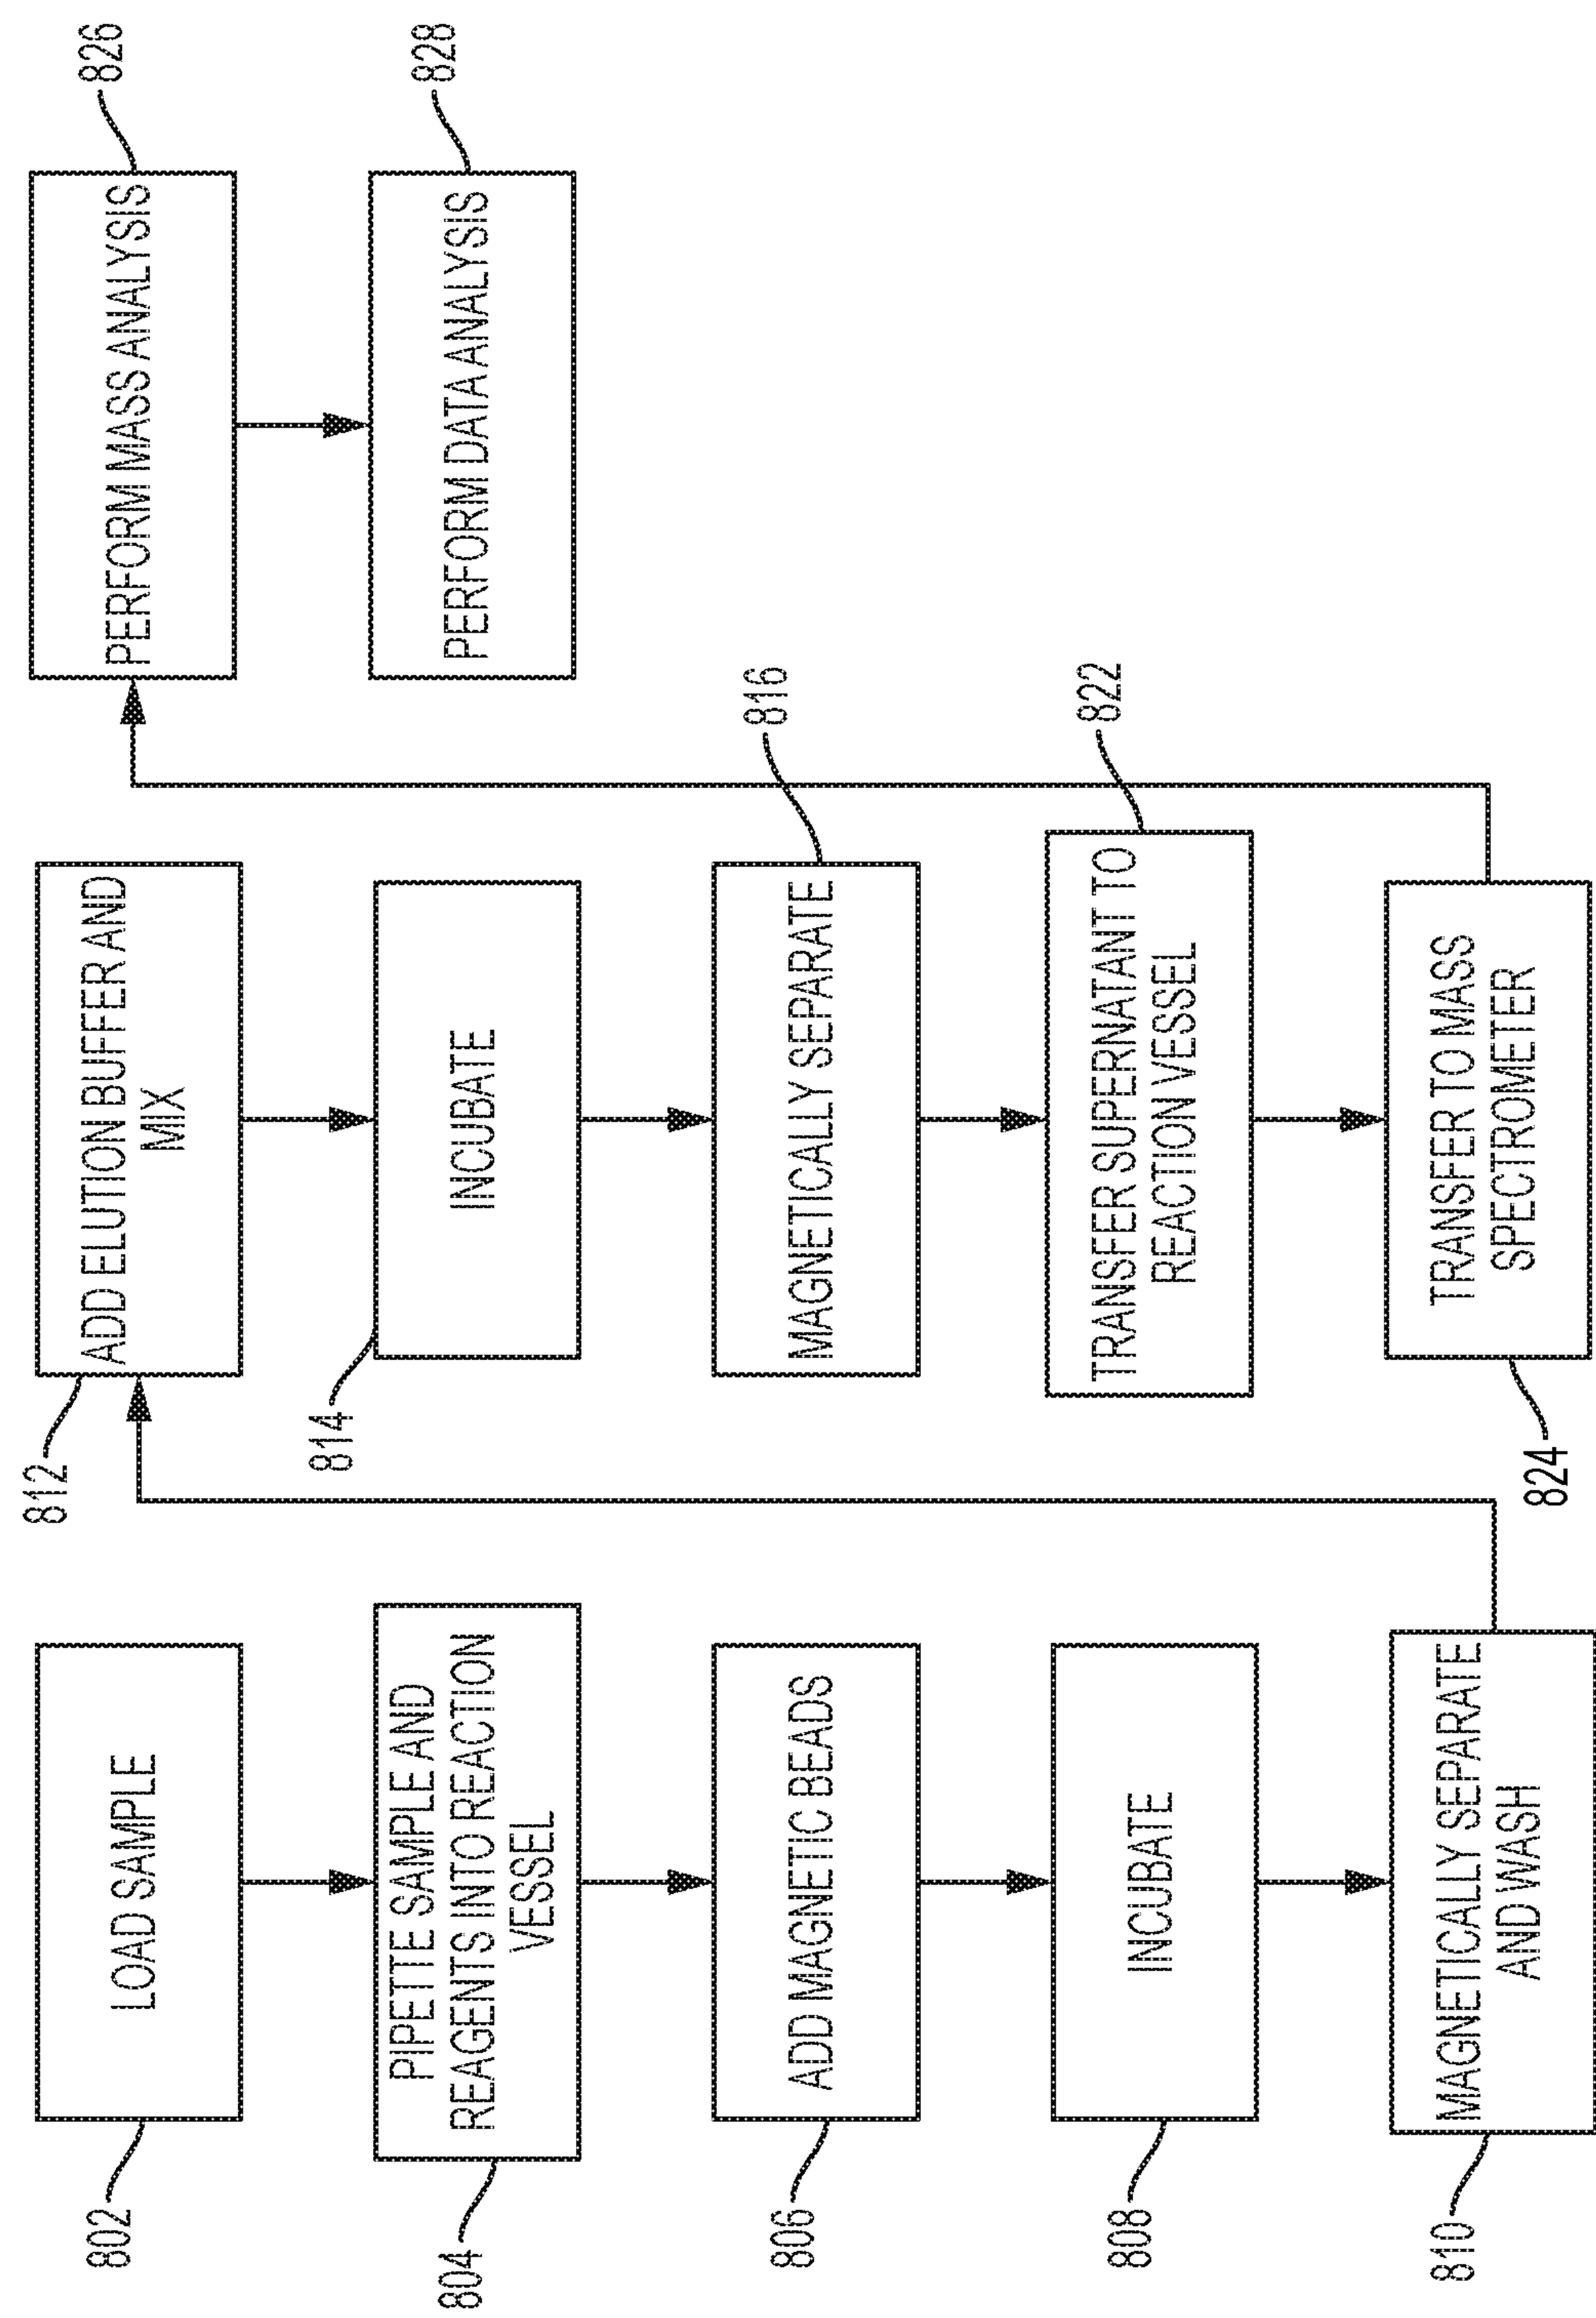 802
LOAD SAMPLE
804
PIPETTE SAMPLE AND
REAGENTS INTO REACTION
VESSEL
806
ADD MAGNETIC BEADS
808
INCUBATE
810
MAGNETICALLY SEPARATE
AND WASH
812
ADD ELUTION BUFFER AND
MIX
814
INCUBATE
816
MAGNETICALLY SEPARATE
822
TRANSFER SUPERNATANT TO
REACTION VESSEL
824
TRANSFER TO MASS
SPECTROMETER
826
PERFORM MASS ANALYSIS
828
PERFORM DATA ANALYSIS